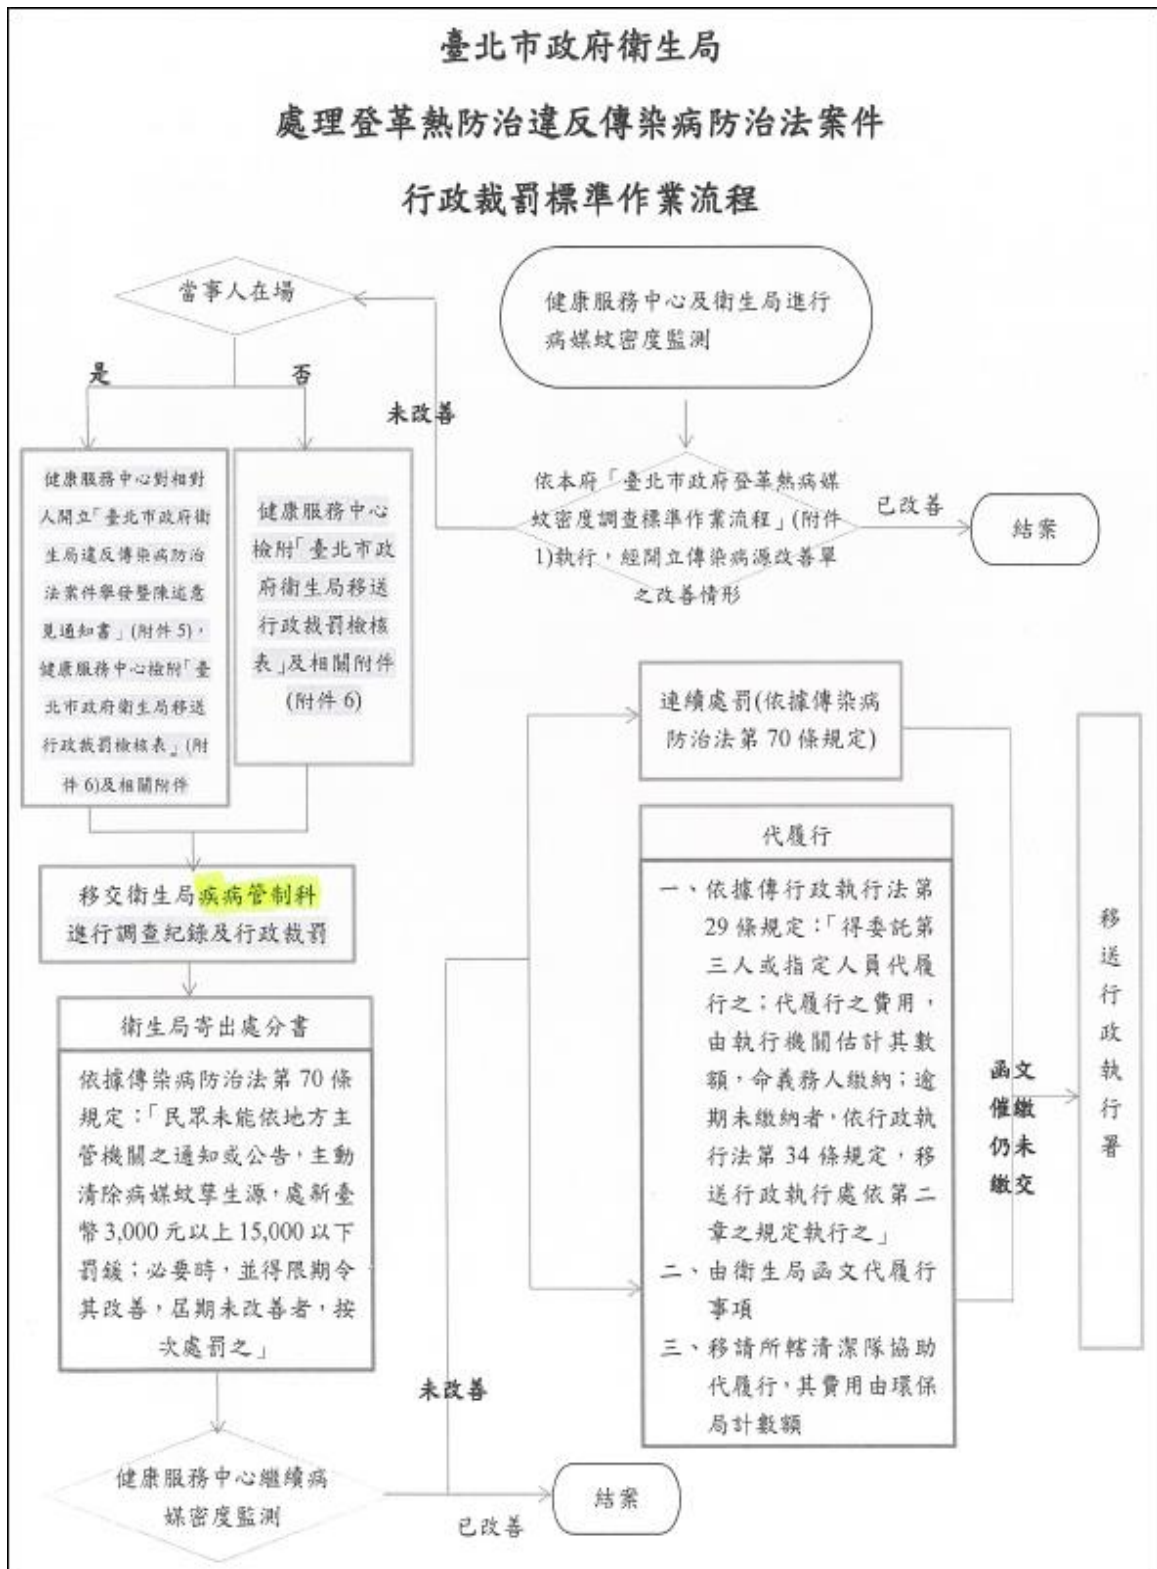 臺北市政府衛生局
處理登革熱防治違反傳染病防治法案件
行政裁罰標準作業流程
健康服務中心及衛生局進行
病媒蚊密度監測
依本府「臺北市政府登革熱病媒
蚊密度調查標準作業流程」(附件
1)執行,經開立傳染病源改善單
之改善情形
已改善
結案
未改善
當事人在場
是
否
健康服務中心對相對
人開立「臺北市政府衛
生局違反傳染病防治
法案件舉發暨陳述意
見通知書」(附件5),
健康服務中心檢附「臺
北市政府衛生局移送
行政裁罰檢核表」(附
件6)及相關附件
健康服務中心
檢附「臺北市政
府衛生局移送
行政裁罰檢核
表」及相關附件
(附件 6)
移交衛生局疾病管制科
進行調查紀錄及行政裁罰
衛生局寄出處分書
依據傳染病防治法第 70 條
規定:「民眾未能依地方主
管機關之通知或公告,主動
清除病媒蚊孳生源,處新臺
幣 3,000 元以上 15,000 以下
罰鍰;必要時,並得限期令
其改善,屆期未改善者,按
次處罰之」
健康服務中心繼續病
媒密度監測
已改善
結案
未改善
連續處罰(依據傳染病
防治法第 70 條規定)
代履行
一、依據傳行政執行法第
29 條規定:「得委託第
三人或指定人員代履
行之;代履行之費用,
由執行機關估計其數
額,命義務人繳納;逾
期未繳納者,依行政執
行法第 34 條規定,移
送行政執行處依第二
章之規定執行之」
二、由衛生局函文代履行
事項
三、移請所轄清潔隊協助
代履行,其費用由環保
局計數額
函文
催繳
仍未
繳交
移送行政執行署